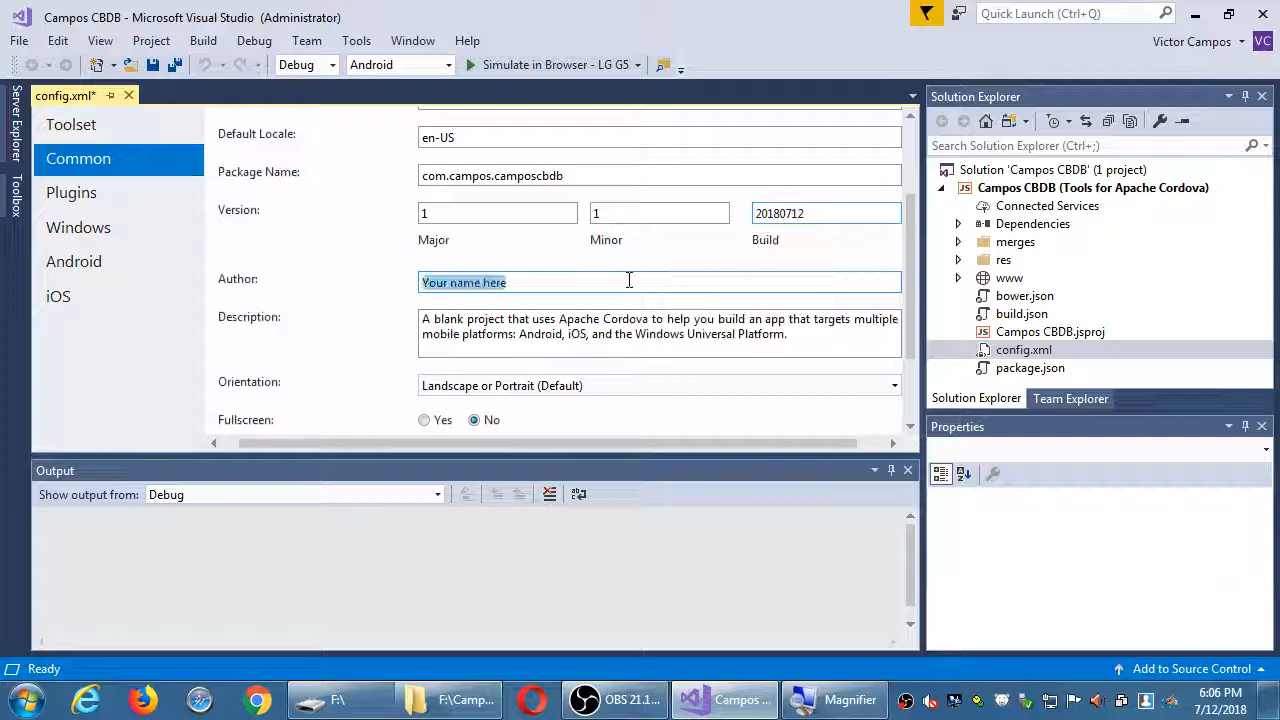 Campos CBDB - Microsoft Visual Studio (Administrator)
Quick Launch (Ctrl+Q)
File Edit View Project Build Debug Team Tools Window Help
Victor Campos VC
Debug Android Simulate in Browser - LG G5
Server Explorer
Toolbox
config.xml*
Toolset
Common
Plugins
Windows
Android
iOS
Default Locale: en-US
Package Name: com.campos.camposcbdb
Version: 1 1 20180712
Major Minor Build
Author: Your name here
Description: A blank project that uses Apache Cordova to help you build an app that targets multiple
mobile platforms: Android, iOS, and the Windows Universal Platform.
Orientation: Landscape or Portrait (Default)
Fullscreen: Yes No
Output
Show output from: Debug
Solution Explorer
Search Solution Explorer (Ctrl+;)
Solution 'Campos CBDB' (1 project)
JS Campos CBDB (Tools for Apache Cordova)
Connected Services
Dependencies
merges
res
www
bower.json
build.json
JS Campos CBDB.jsproj
config.xml
package.json
Solution Explorer Team Explorer
Properties
Ready
Add to Source Control
F:\ F:\Camp... OBS 21.1... Campos ... Magnifier
6:06 PM
7/12/2018